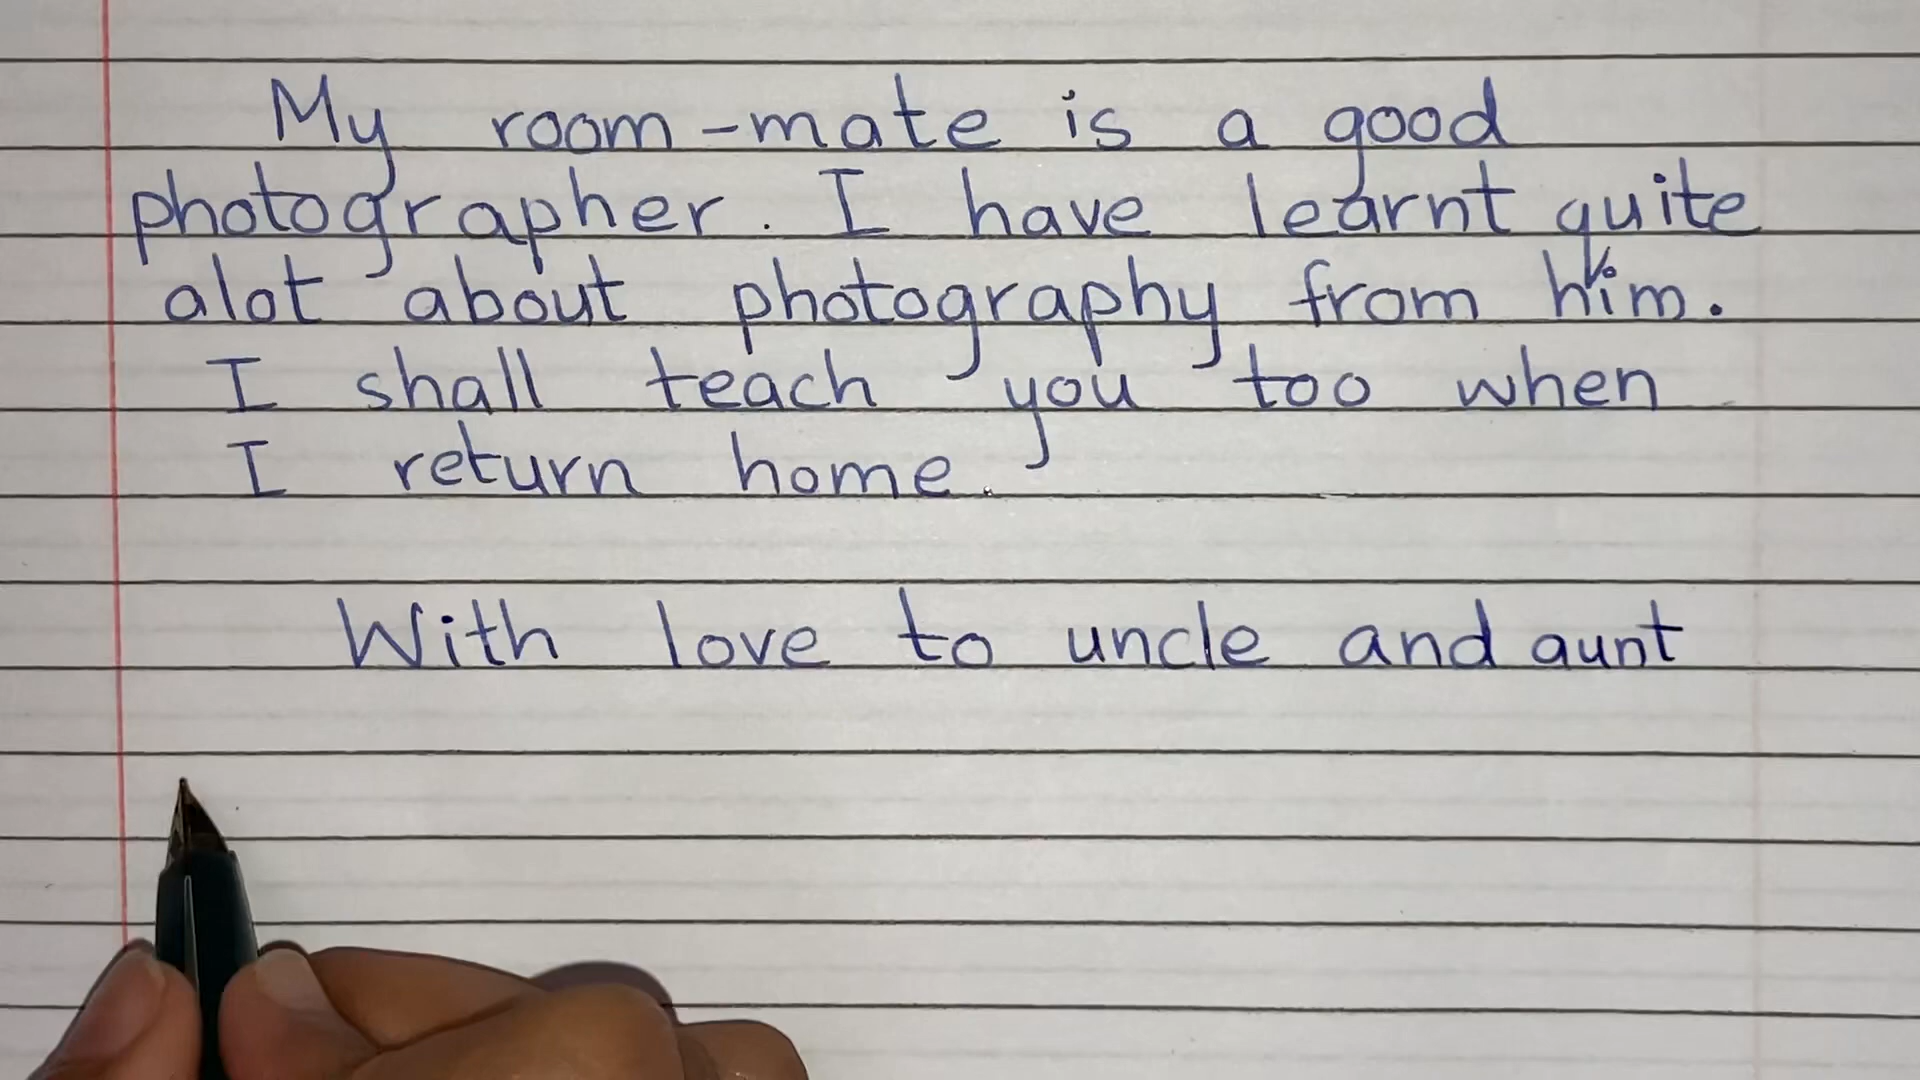 My room-mate is a good
photographer. I have learnt quite
alot about photography from him.
I shall teach you too when
I return home.
With love to uncle and aunt